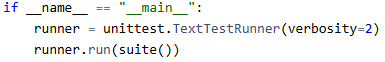 if __name__ == "__main__":
    runner = unittest.TextTestRunner(verbosity=2)
    runner.run(suite())